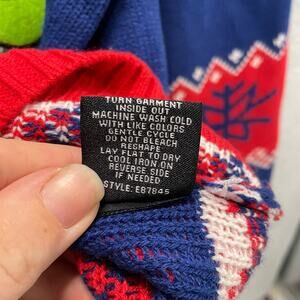 TURN GARMENT
INSIDE OUT
MACHINE WASH COLD
WITH LIKE COLORS
GENTLE CYCLE
DO NOT BLEACH
RESHAPE
LAY FLAT TO DRY
COOL IRON ON
REVERSE SIDE
IF NEEDED
STYLE: EB7845